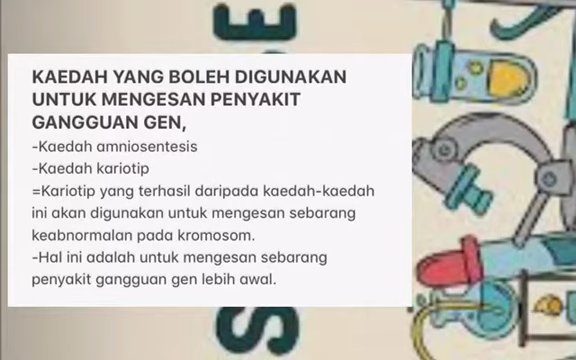 KAEDAH YANG BOLEH DIGUNAKAN
UNTUK MENGESAN PENYAKIT
GANGGUAN GEN,
-Kaedah amniosentesis
-Kaedah kariotip
=Kariotip yang terhasil daripada kaedah-kaedah
ini akan digunakan untuk mengesan sebarang
keabnormalan pada kromosom.
-Hal ini adalah untuk mengesan sebarang
penyakit gangguan gen lebih awal.